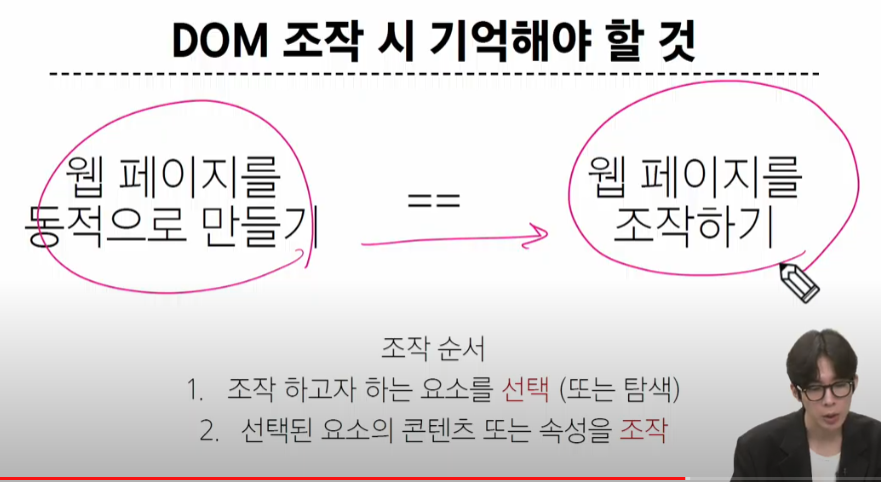 DOM 조작 시 기억해야 할 것
웹 페이지를
동적으로 만들기
==
웹 페이지를
조작하기
조작 순서
1. 조작 하고자 하는 요소를 선택 (또는 탐색)
2. 선택된 요소의 콘텐츠 또는 속성을 조작